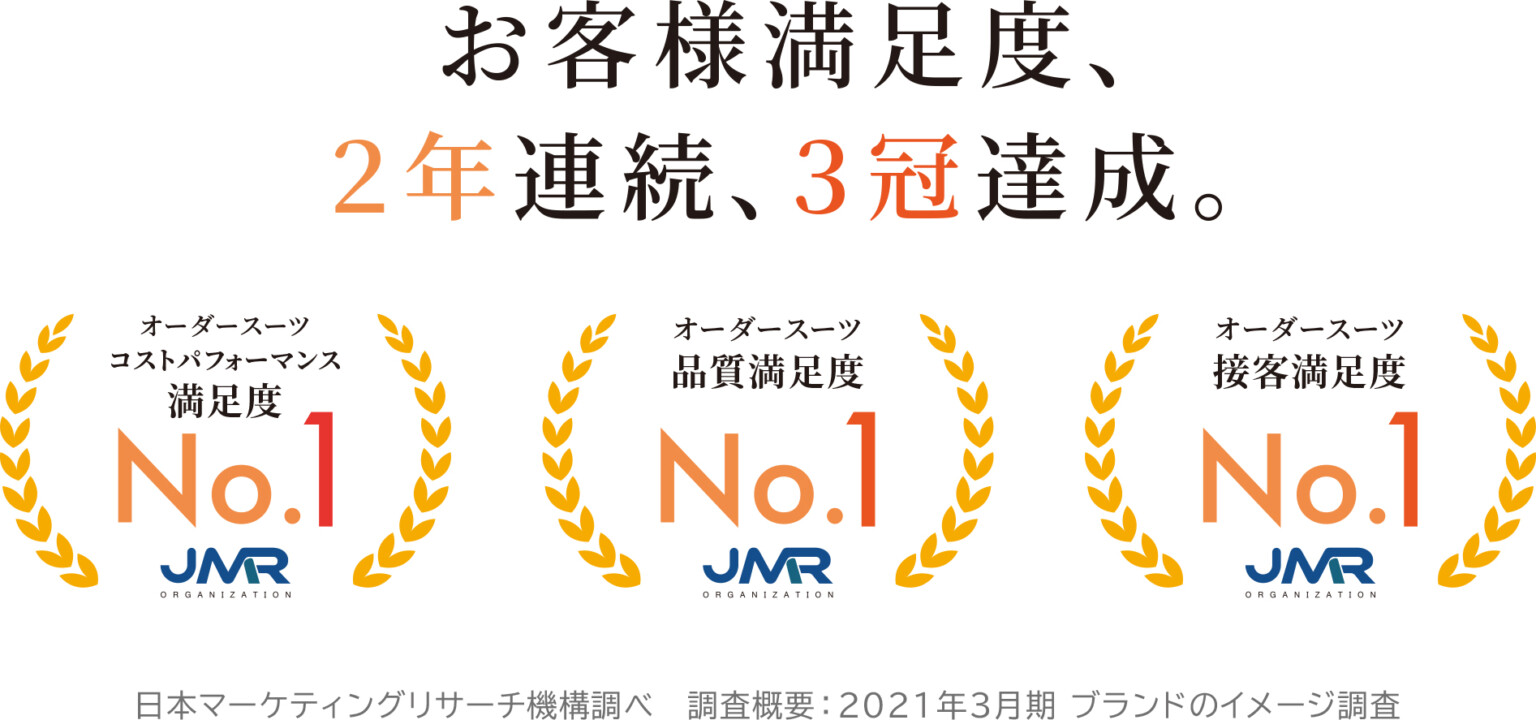 お客様満足度、
2年連続、3冠達成。
オーダースーツ
コストパフォーマンス
満足度
No.1
JMR
ORGANIZATION
オーダースーツ
品質満足度
No.1
JMR
ORGANIZATION
オーダースーツ
接客満足度
No.1
JMR
ORGANIZATION
日本マーケティングリサーチ機構調べ　調査概要：2021年3月期 ブランドのイメージ調査